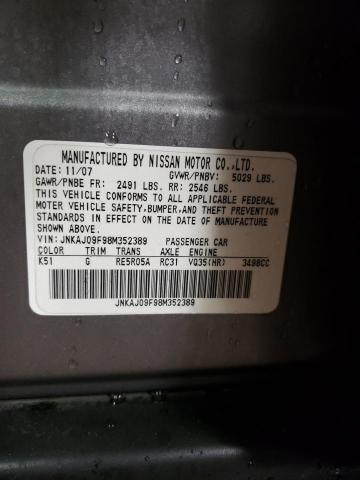 MANUFACTURED BY NISSAN MOTOR CO.,LTD.
DATE: 11/07 GVWR/PNBV: 5029 LBS.
GAWR/PNBE FR: 2491 LBS. RR: 2546 LBS.
THIS VEHICLE CONFORMS TO ALL APPLICABLE FEDERAL
MOTOR VEHICLE SAFETY,BUMPER,AND THEFT PREVENTION
STANDARDS IN EFFECT ON THE DATE OF MANUFACTURE
SHOWN ABOVE.
VIN: JNKAJ09F98M352389 PASSENGER CAR
COLOR TRIM TRANS AXLE ENGINE
K51 G RE5R05A RC31 VQ35(HR) 3498CC
JNKAJ09F98M352389